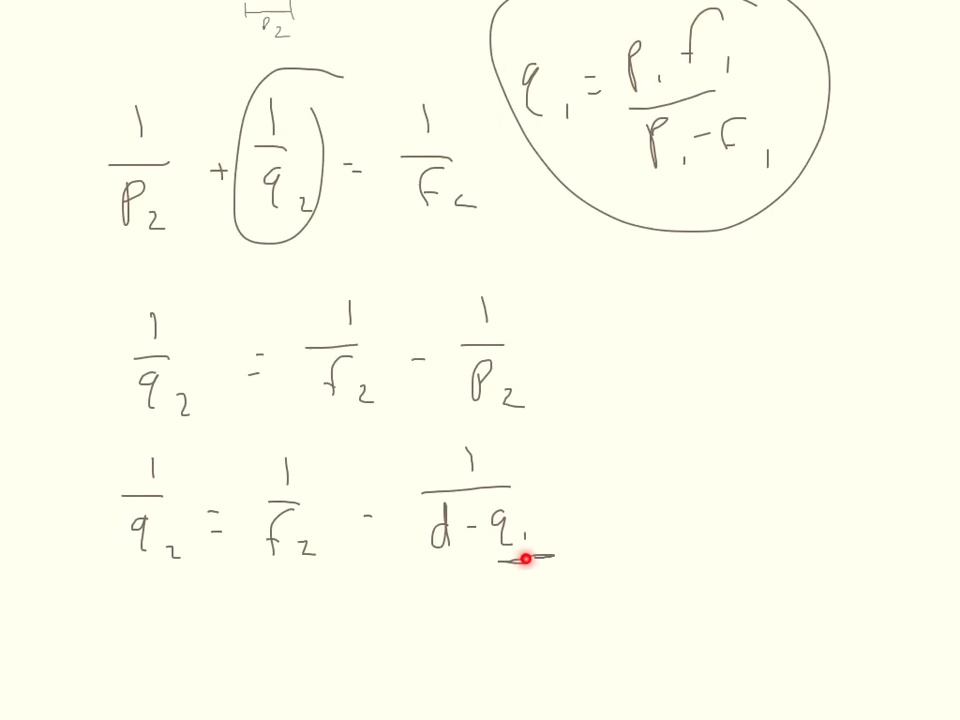 P₂
q₁ = p₁ f₁ / p₁ - f₁
1/p₂ + 1/q₂ = 1/f₂
1/q₂ = 1/f₂ - 1/p₂
1/q₂ = 1/f₂ - 1/d - q₁